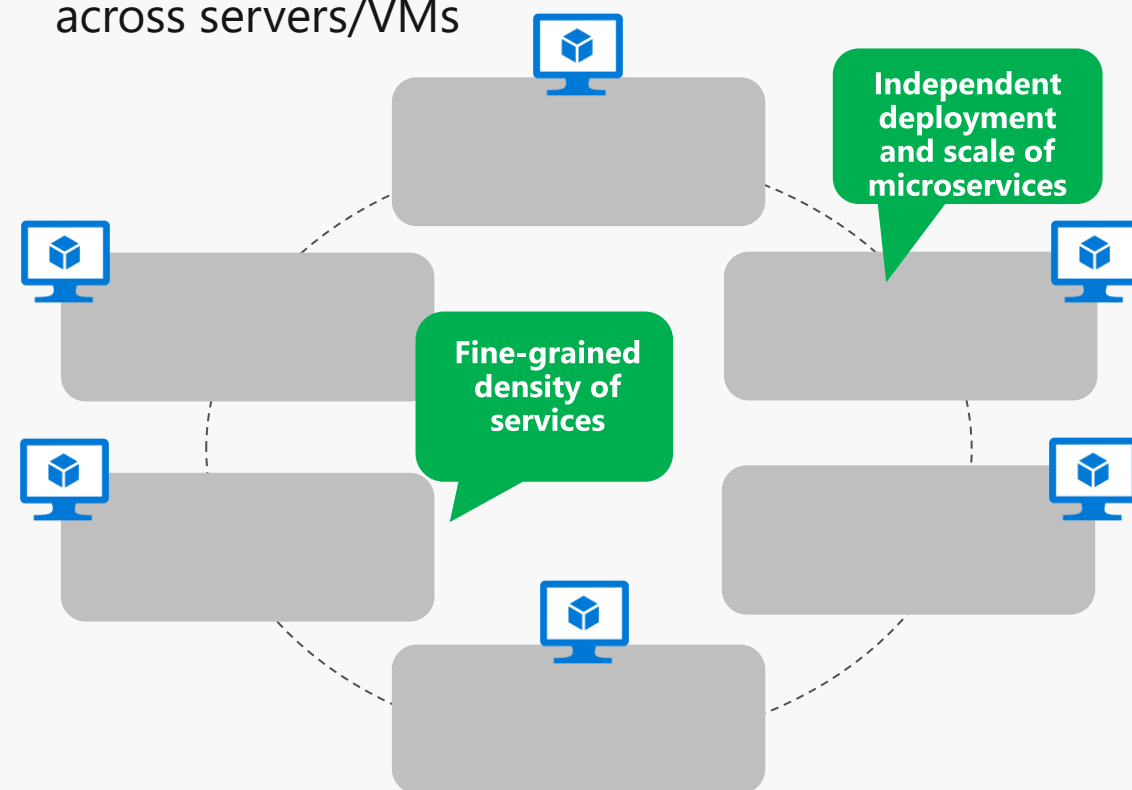 across servers/VMs
Independent
deployment
and scale of
microservices
Fine-grained
density of
services